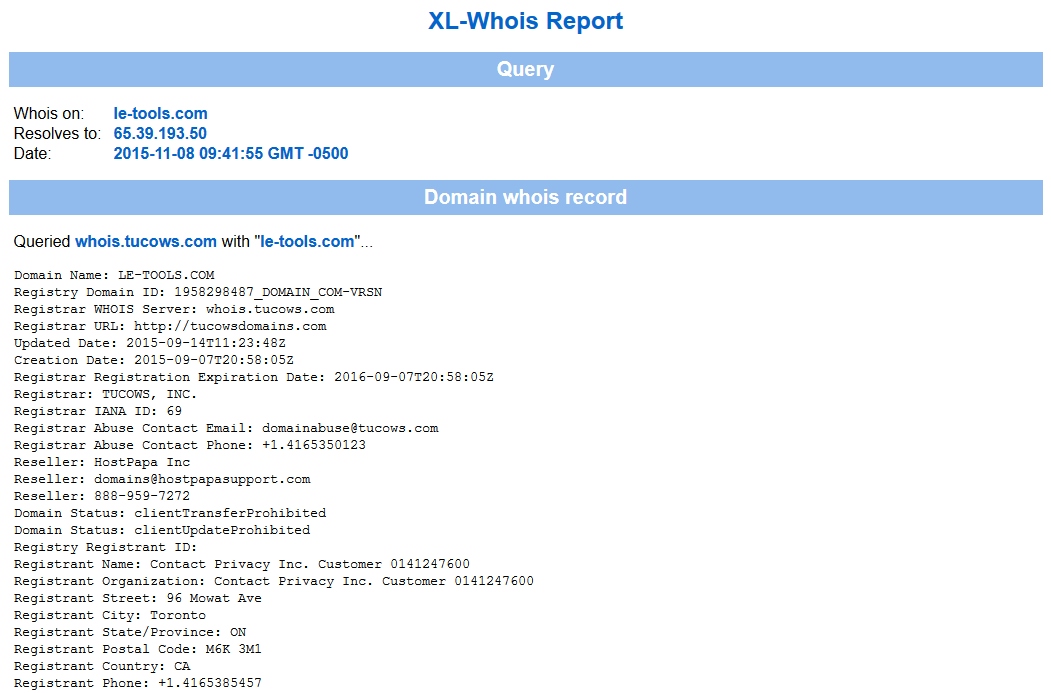 XL-Whois Report
Query
Whois on: le-tools.com
Resolves to: 65.39.193.50
Date: 2015-11-08 09:41:55 GMT -0500
Domain whois record
Queried whois.tucows.com with "le-tools.com"...
Domain Name: LE-TOOLS.COM
Registry Domain ID: 1958298487_DOMAIN_COM-VRSN
Registrar WHOIS Server: whois.tucows.com
Registrar URL: http://tucowsdomains.com
Updated Date: 2015-09-14T11:23:48Z
Creation Date: 2015-09-07T20:58:05Z
Registrar Registration Expiration Date: 2016-09-07T20:58:05Z
Registrar: TUCOWS, INC.
Registrar IANA ID: 69
Registrar Abuse Contact Email: domainabuse@tucows.com
Registrar Abuse Contact Phone: +1.4165350123
Reseller: HostPapa Inc
Reseller: domains@hostpapasupport.com
Reseller: 888-959-7272
Domain Status: clientTransferProhibited
Domain Status: clientUpdateProhibited
Registry Registrant ID:
Registrant Name: Contact Privacy Inc. Customer 0141247600
Registrant Organization: Contact Privacy Inc. Customer 0141247600
Registrant Street: 96 Mowat Ave
Registrant City: Toronto
Registrant State/Province: ON
Registrant Postal Code: M6K 3M1
Registrant Country: CA
Registrant Phone: +1.4165385457